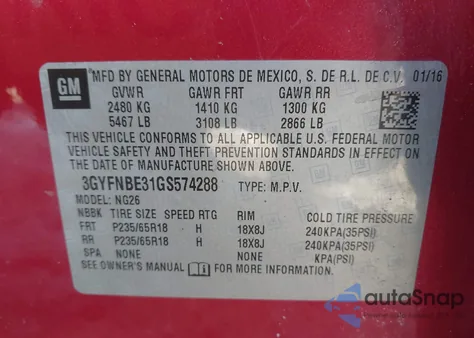 GM MFD BY GENERAL MOTORS DE MEXICO, S. DE R.L. DE C.V. 01/16
GVWR GAWR FRT GAWR RR
2480 KG 1410 KG 1300 KG
5467 LB 3108 LB 2866 LB
THIS VEHICLE CONFORMS TO ALL APPLICABLE U.S. FEDERAL MOTOR
VEHICLE SAFETY AND THEFT PREVENTION STANDARDS IN EFFECT ON
THE DATE OF MANUFACTURE SHOWN ABOVE.
3GYFNBE31GS574288 TYPE: M.P.V.
MODEL: NG26
NBBK TIRE SIZE SPEED RTG RIM COLD TIRE PRESSURE
FRT P235/65R18 H 18X8J 240KPA(35PSI)
RR P235/65R18 H 18X8J 240KPA(35PSI)
SPA NONE NONE KPA(PSI)
SEE OWNER'S MANUAL FOR MORE INFORMATION.
autoSnap